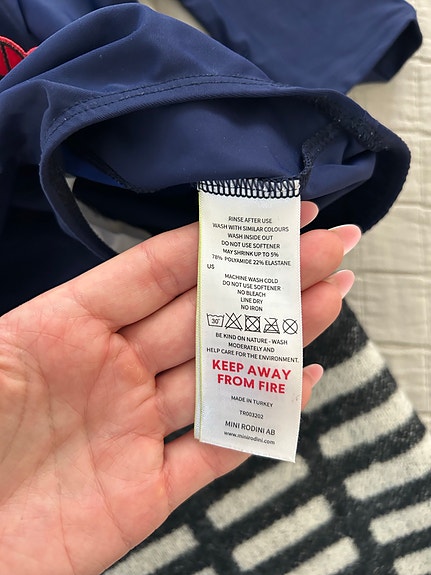 RINSE AFTER USE
WASH WITH SIMILAR COLOURS
WASH INSIDE OUT
DO NOT USE SOFTENER
MAY SHRINK UP TO 5%
78% POLYAMIDE 22% ELASTANE
US
MACHINE WASH COLD
DO NOT USE SOFTENER
NO BLEACH
LINE DRY
NO IRON
30°
BE KIND ON NATURE - WASH
MODERATELY AND
HELP CARE FOR THE ENVIRONMENT.
KEEP AWAY
FROM FIRE
MADE IN TURKEY
TR003202
MINI RODINI AB
www.minirodini.com